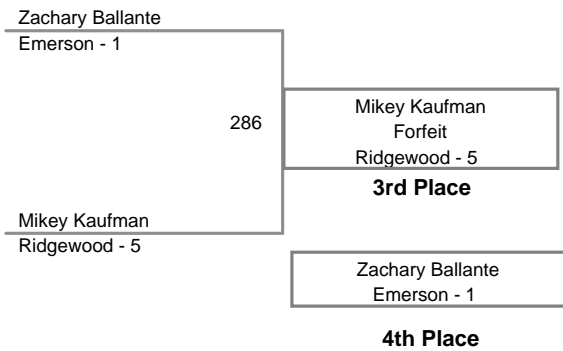 Zachary Ballante
Emerson - 1
286
Mikey Kaufman
Forfeit
Ridgewood - 5
3rd Place
Mikey Kaufman
Ridgewood - 5
Zachary Ballante
Emerson - 1
4th Place